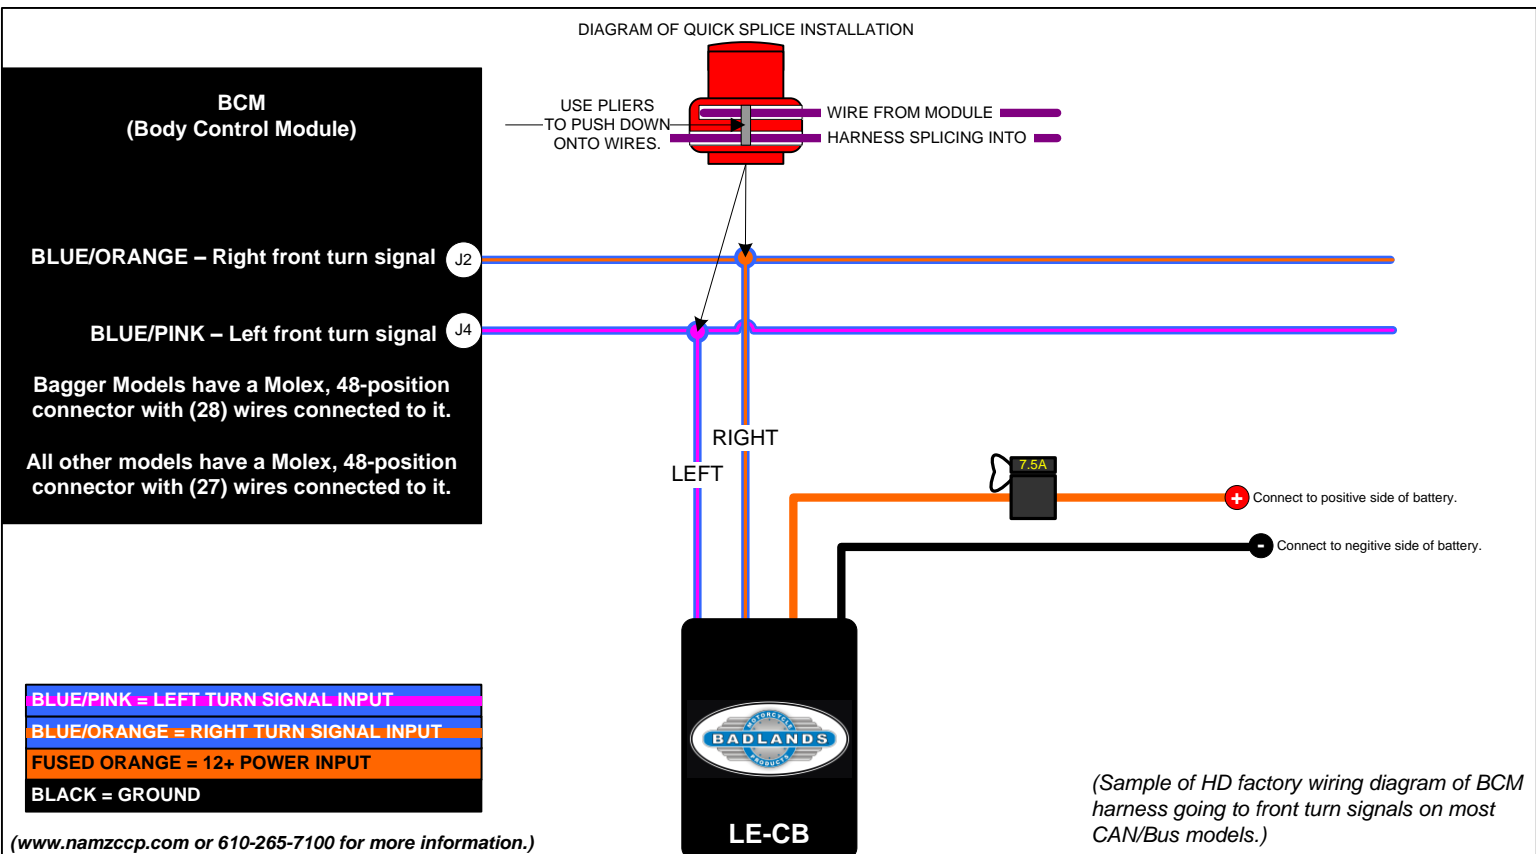 DIAGRAM OF QUICK SPLICE INSTALLATION
BCM
(Body Control Module)
USE PLIERS
TO PUSH DOWN
ONTO WIRES.
WIRE FROM MODULE
HARNESS SPLICING INTO
BLUE/ORANGE – Right front turn signal
J2
BLUE/PINK – Left front turn signal
J4
Bagger Models have a Molex, 48-position
connector with (28) wires connected to it.
All other models have a Molex, 48-position
connector with (27) wires connected to it.
RIGHT
LEFT
7.5A
+
Connect to positive side of battery.
-
Connect to negitive side of battery.
BLUE/PINK = LEFT TURN SIGNAL INPUT
BLUE/ORANGE = RIGHT TURN SIGNAL INPUT
FUSED ORANGE = 12+ POWER INPUT
BLACK = GROUND
MOTORCYCLE
BADLANDS
PRODUCTS
LE-CB
(Sample of HD factory wiring diagram of BCM
harness going to front turn signals on most
CAN/Bus models.)
(www.namzccp.com or 610-265-7100 for more information.)